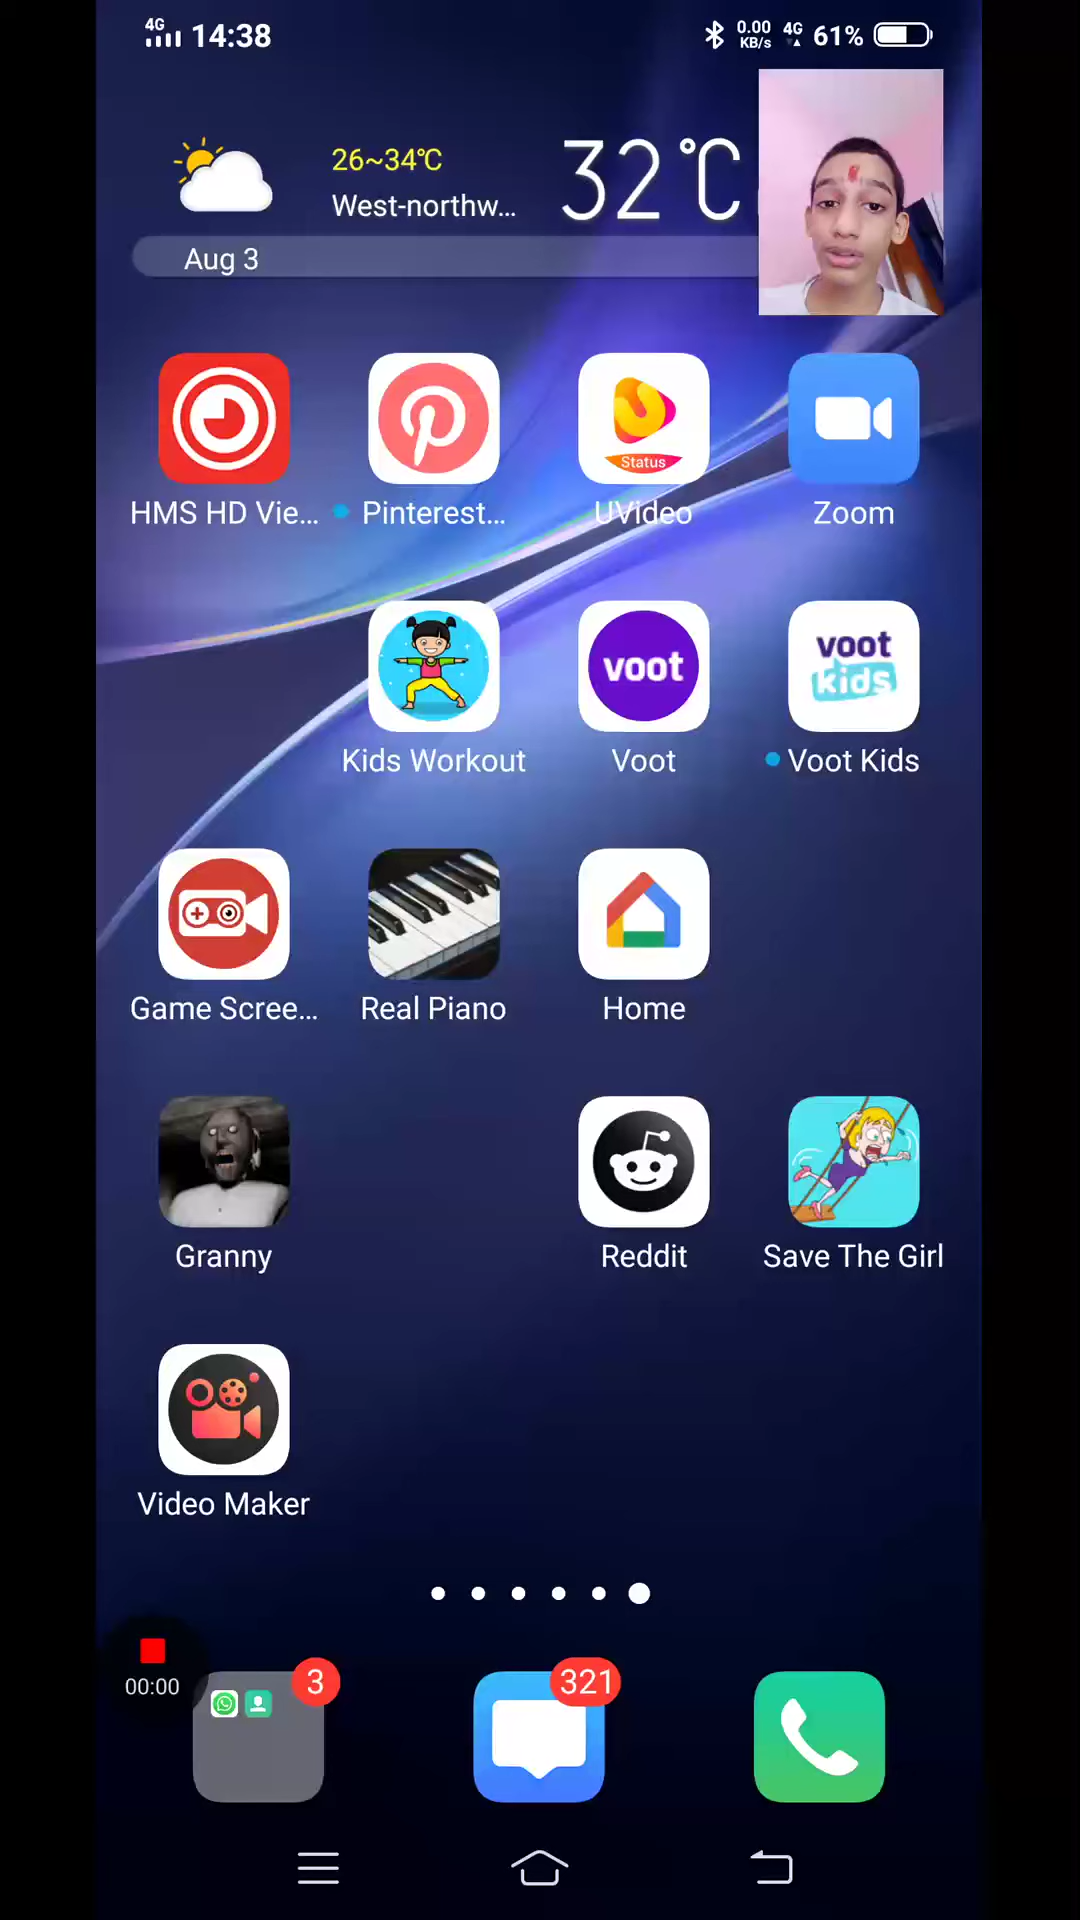 4G 14:38 0.00 KB/s 4G 61%
26~34℃
32℃
West-northw...
Aug 3
Status
HMS HD Vie... Pinterest... UVideo Zoom
voot voot kids
Kids Workout Voot Voot Kids
Game Scree... Real Piano Home
Granny Reddit Save The Girl
Video Maker
00:00 3 321